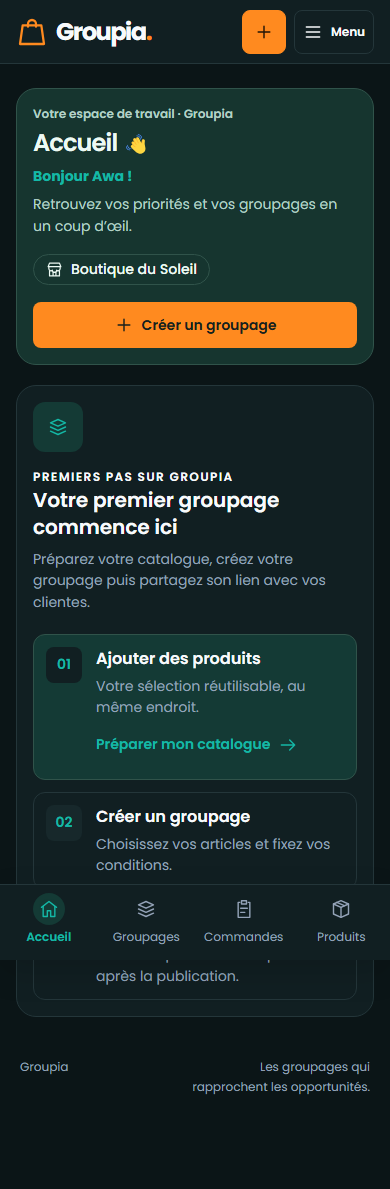 Groupia.
Menu
Votre espace de travail · Groupia
Accueil 👋
Bonjour Awa !
Retrouvez vos priorités et vos groupages en
un coup d’œil.
Boutique du Soleil
Créer un groupage
PREMIERS PAS SUR GROUPIA
Votre premier groupage
commence ici
Préparez votre catalogue, créez votre
groupage puis partagez son lien avec vos
clientes.
01
Ajouter des produits
Votre sélection réutilisable, au
même endroit.
Préparer mon catalogue →
02
Créer un groupage
Choisissez vos articles et fixez vos
conditions.
Accueil
Groupages
Commandes
Produits
après la publication.
Groupia
Les groupages qui
rapprochent les opportunités.